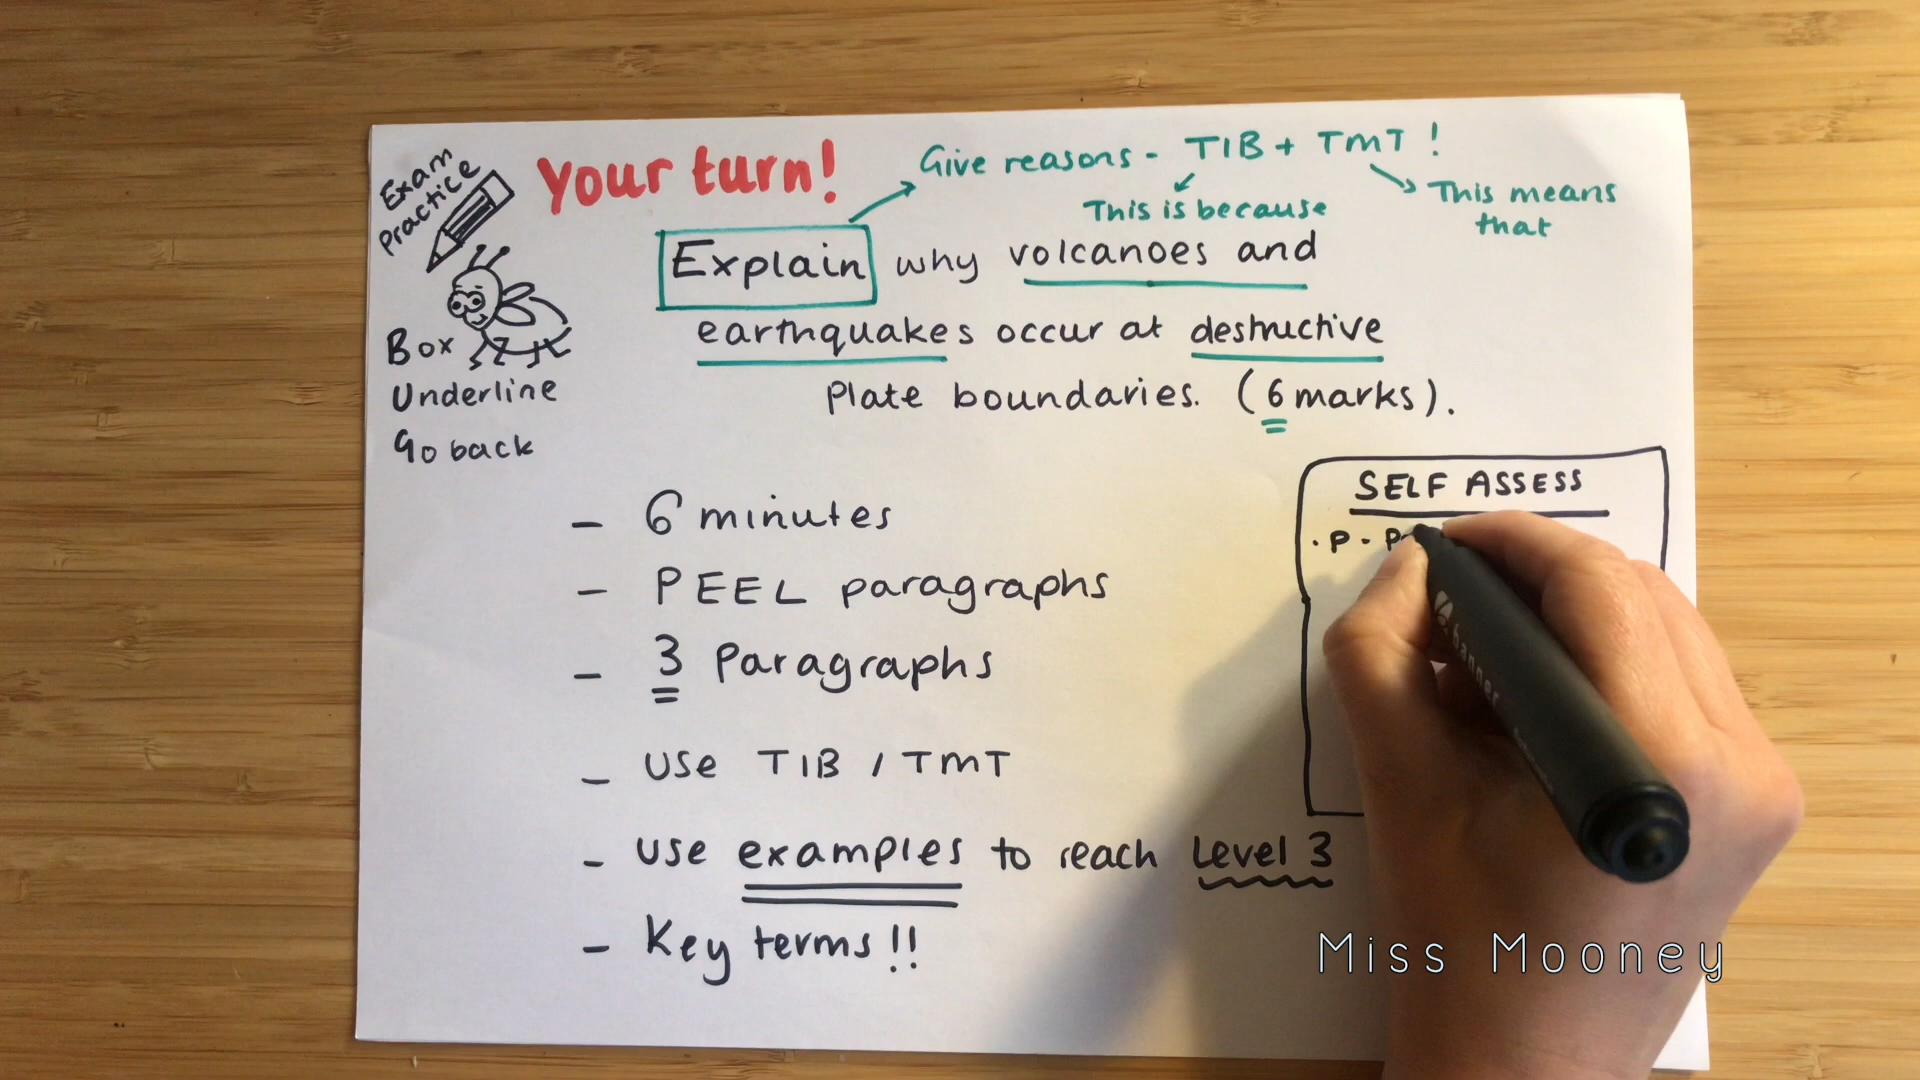 Exam
Practice
Your turn!
Give reasons - TIB + TMT !
This is because
This means
that
Explain why volcanoes and
earthquakes occur at destructive
Plate boundaries. (6 marks).
Box
Underline
Go back
- 6 minutes
- PEEL paragraphs
- 3 Paragraphs
- Use TIB / TMT
- Use examples to reach Level 3
- Key terms!!
SELF ASSESS
. P -
banner
Miss Mooney